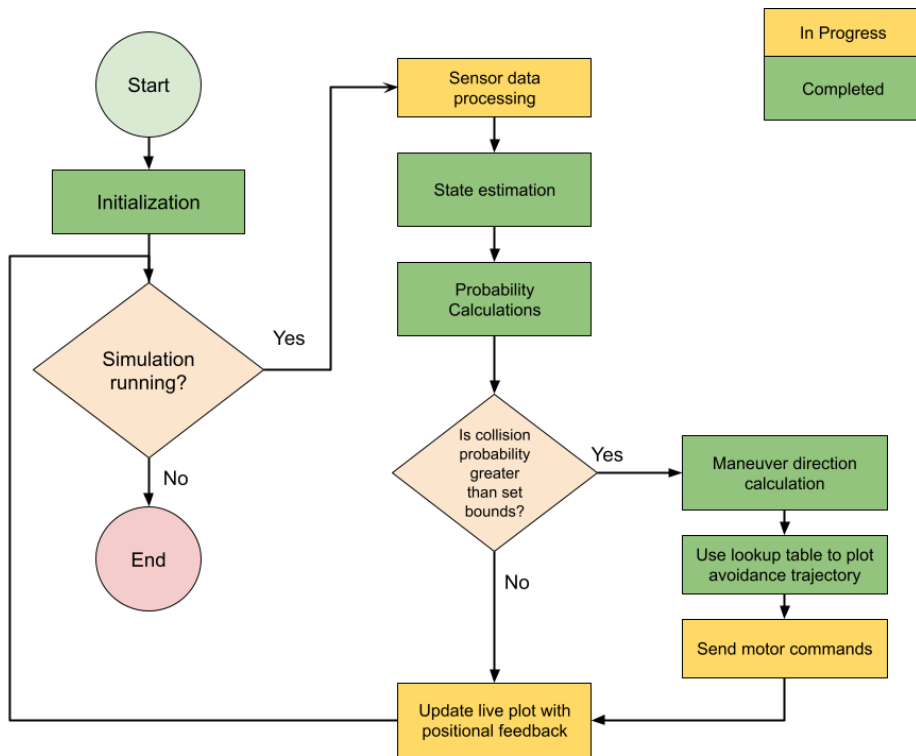 Start
Initialization
Simulation
running?
Yes
No
End
Sensor data
processing
State estimation
Probability
Calculations
Is collision
probability
greater
than set
bounds?
Yes
No
Maneuver direction
calculation
Use lookup table to plot
avoidance trajectory
Send motor commands
Update live plot with
positional feedback
In Progress
Completed